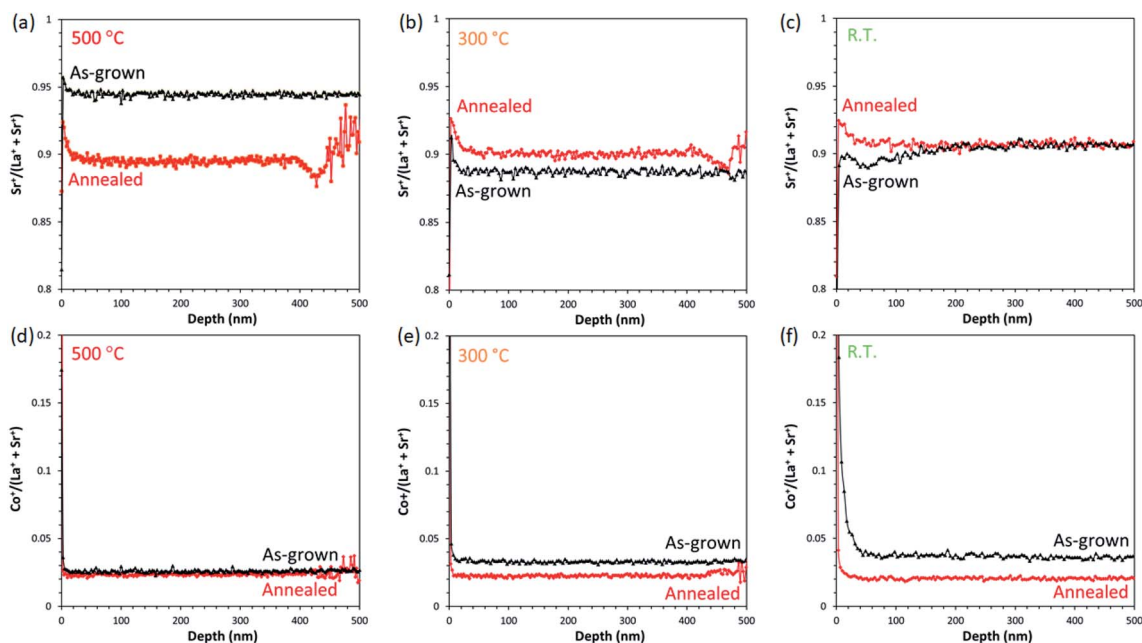 (a)
500 °C
As-grown
Annealed
1
0.95
0.9
0.85
0.8
Sr⁺/(La⁺ + Sr⁺)
0 100 200 300 400 500
Depth (nm)
(b)
300 °C
Annealed
As-grown
1
0.95
0.9
0.85
0.8
Sr⁺/(La⁺ + Sr⁺)
0 100 200 300 400 500
Depth (nm)
(c)
R.T.
Annealed
As-grown
1
0.95
0.9
0.85
0.8
Sr⁺/(La⁺ + Sr⁺)
0 100 200 300 400 500
Depth (nm)
(d)
500 °C
As-grown
Annealed
0.2
0.15
0.1
0.05
0
Co⁺/(La⁺ + Sr⁺)
0 100 200 300 400 500
Depth (nm)
(e)
300 °C
As-grown
Annealed
0.2
0.15
0.1
0.05
0
Co+/(La⁺ + Sr⁺)
0 100 200 300 400 500
Depth (nm)
(f)
R.T.
As-grown
Annealed
0.2
0.15
0.1
0.05
0
Co⁺/(La⁺ + Sr⁺)
0 100 200 300 400 500
Depth (nm)